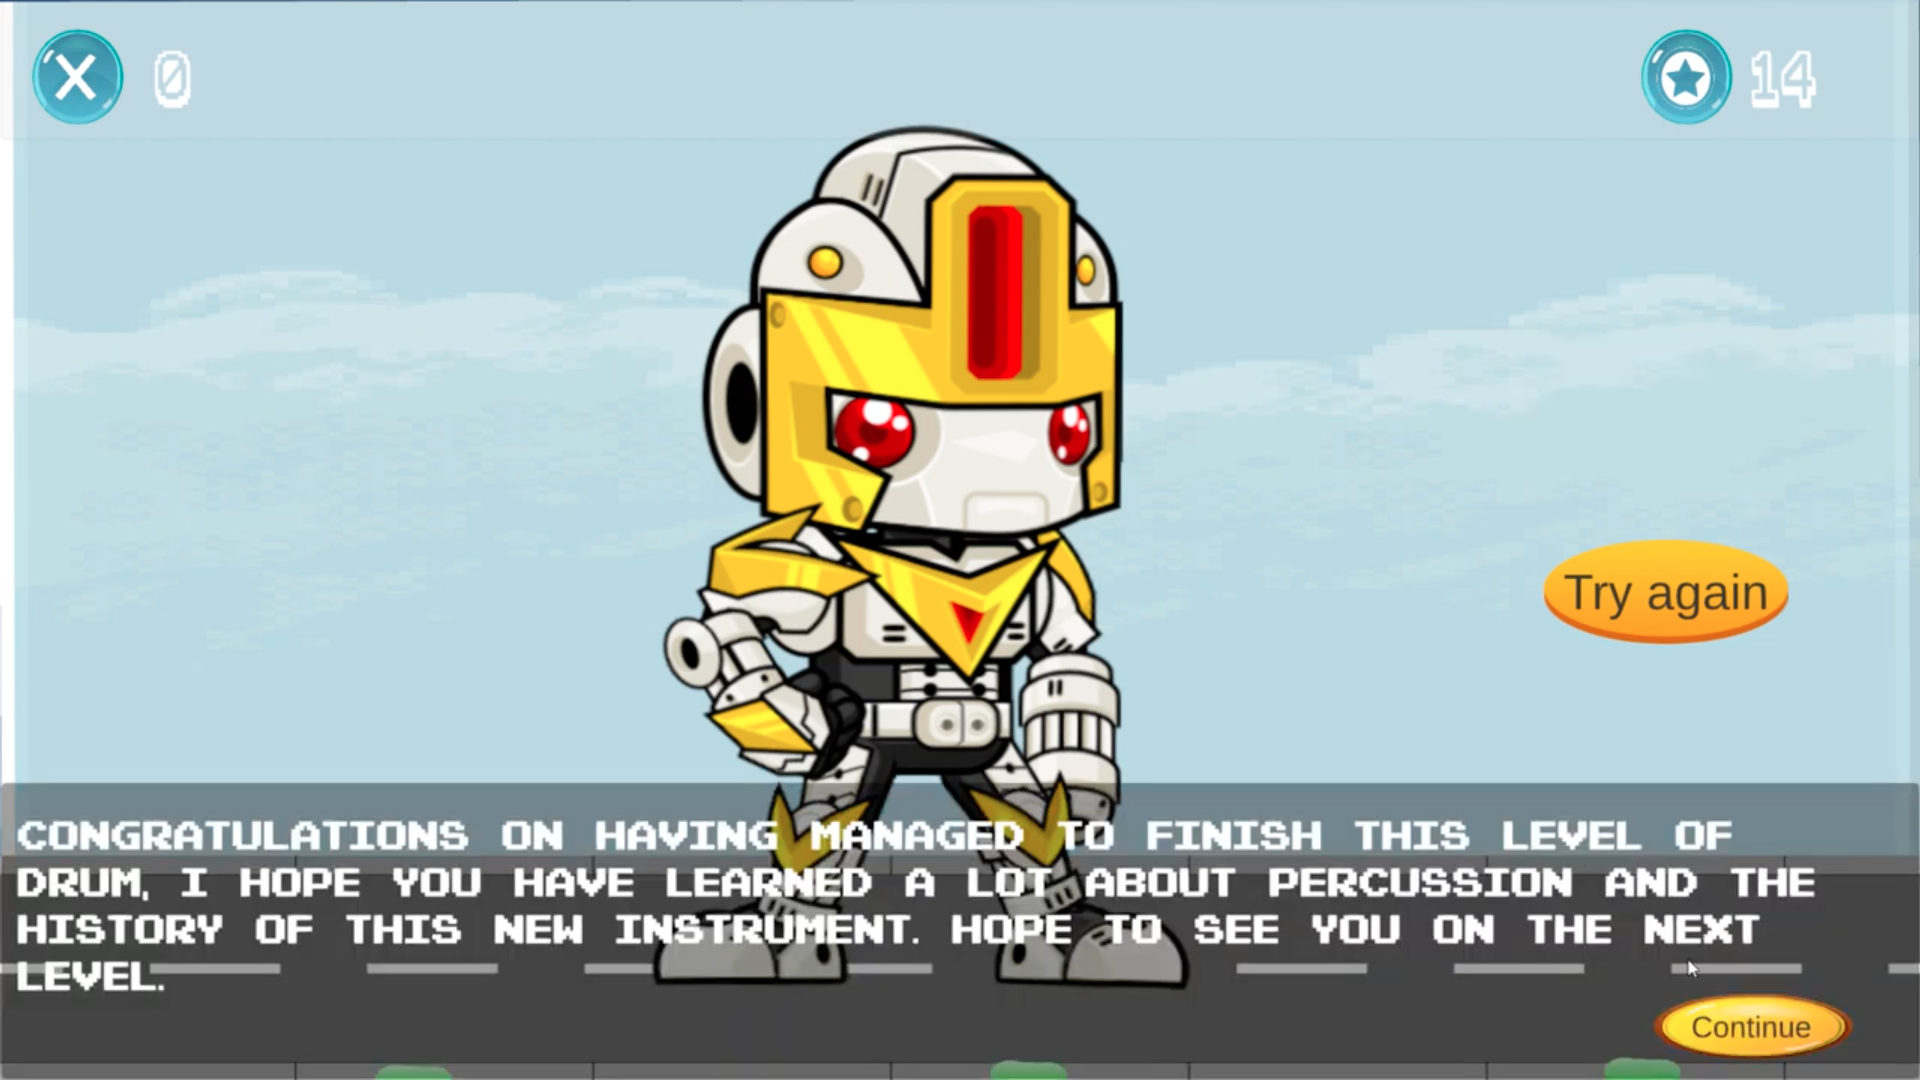 0
14
Try again
CONGRATULATIONS ON HAVING MANAGED TO FINISH THIS LEVEL OF
DRUM, I HOPE YOU HAVE LEARNED A LOT ABOUT PERCUSSION AND THE
HISTORY OF THIS NEW INSTRUMENT. HOPE TO SEE YOU ON THE NEXT
LEVEL.
Continue